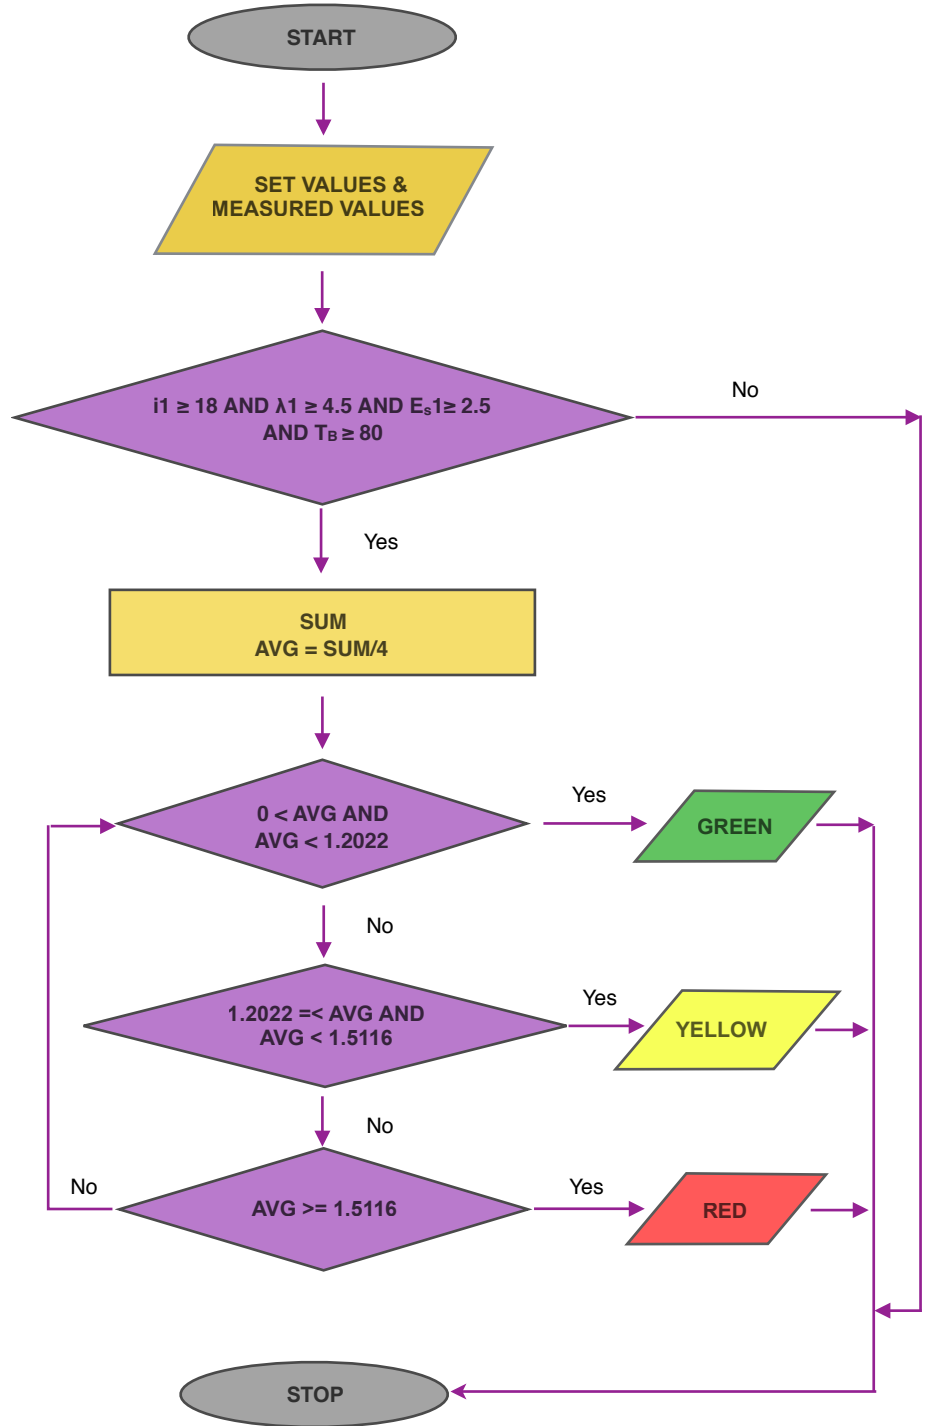 START
SET VALUES &
MEASURED VALUES
i1 ≥ 18 AND λ1 ≥ 4.5 AND Eₛ1≥ 2.5
AND Tʙ ≥ 80
No
Yes
SUM
AVG = SUM/4
0 < AVG AND
AVG < 1.2022
Yes
GREEN
No
1.2022 =< AVG AND
AVG < 1.5116
Yes
YELLOW
No
AVG >= 1.5116
No
Yes
RED
STOP